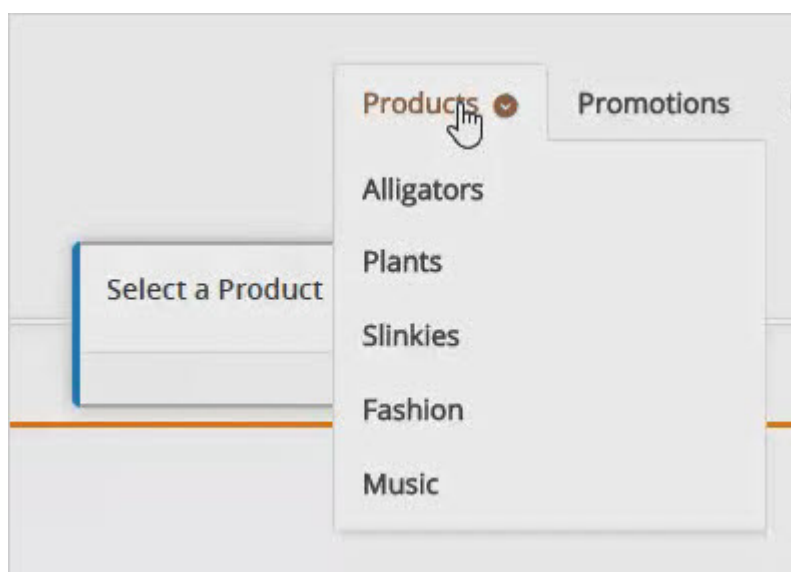 Products Promotions
Alligators
Plants
Select a Product
Slinkies
Fashion
Music